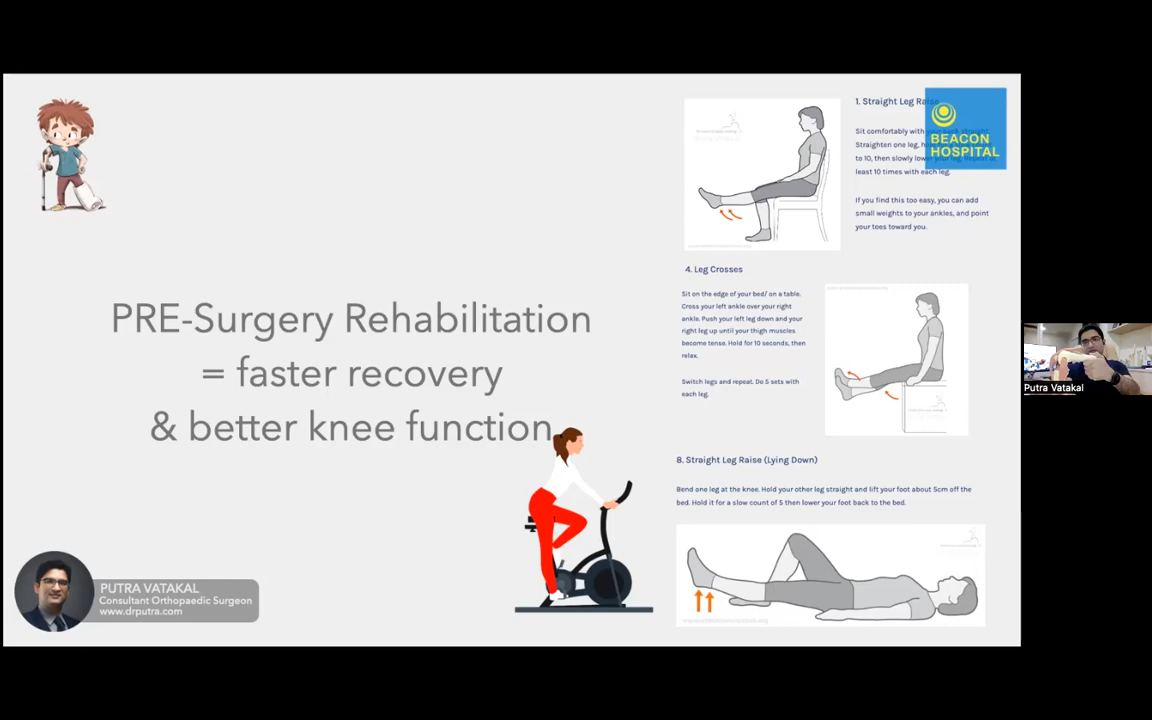 PRE-Surgery Rehabilitation
= faster recovery
& better knee function
PUTRA VATAKAL
Consultant Orthopaedic Surgeon
www.drputra.com
1. Straight Leg Raise
BEACON
HOSPITAL
Sit comfortably with your back straight.
Straighten one leg,
to 10, then slowly lower your leg. Repeat at
least 10 times with each leg.
If you find this too easy, you can add
small weights to your ankles, and point
your toes toward you.
4. Leg Crosses
Sit on the edge of your bed/ on a table.
Cross your left ankle over your right
ankle. Push your left leg down and your
right leg up until your thigh muscles
become tense. Hold for 10 seconds, then
relax.
Switch legs and repeat. Do 5 sets with
each leg.
8. Straight Leg Raise (Lying Down)
Bend one leg at the knee. Hold your other leg straight and lift your foot about 5cm off the
bed. Hold it for a slow count of 5 then lower your foot back to the bed.
Putra Vatakal